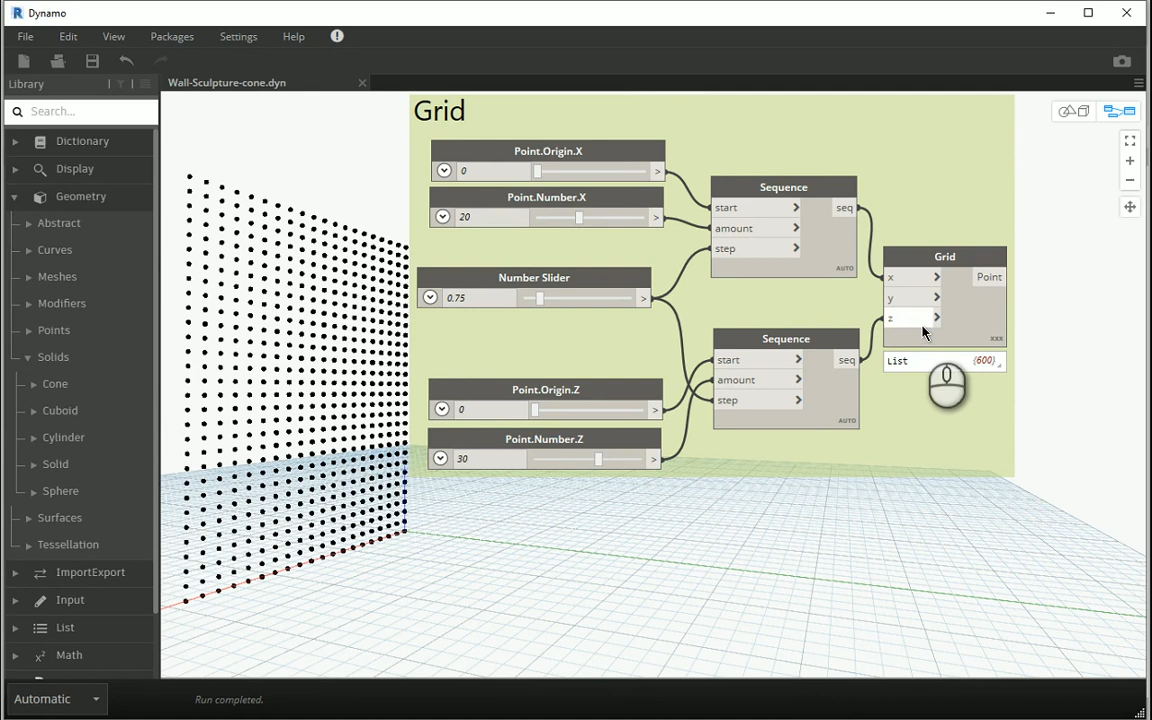 Dynamo
File Edit View Packages Settings Help
Library
Wall-Sculpture-cone.dyn
Search...
Dictionary
Display
Geometry
Abstract
Curves
Meshes
Modifiers
Points
Solids
Cone
Cuboid
Cylinder
Solid
Sphere
Surfaces
Tessellation
ImportExport
Input
List
Math
Grid
Point.Origin.X
0 >
Point.Number.X
20 >
Number Slider
0.75 >
Point.Origin.Z
0 >
Point.Number.Z
30 >
Sequence
start > seq
amount >
step >
AUTO
Sequence
start > seq
amount >
step >
AUTO
Grid
x > Point
y >
z >
XXX
List {600}
Automatic
Run completed.